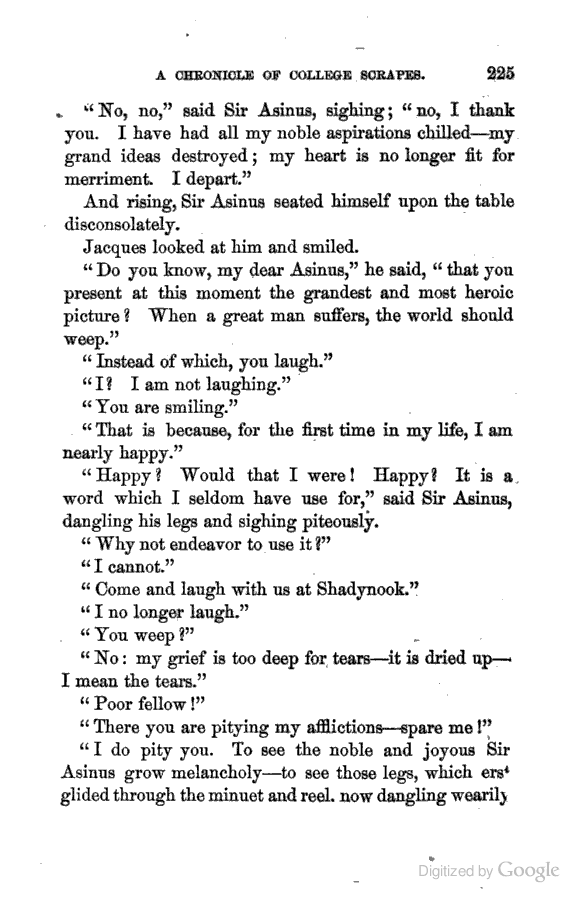 A CHRONICLE OF COLLEGE SCRAPES. 225
“No, no,” said Sir Asinus, sighing; “no, I thank
you. I have had all my noble aspirations chilled—my
grand ideas destroyed; my heart is no longer fit for
merriment. I depart.”
And rising, Sir Asinus seated himself upon the table
disconsolately.
Jacques looked at him and smiled.
“Do you know, my dear Asinus,” he said, “that you
present at this moment the grandest and most heroic
picture? When a great man suffers, the world should
weep.”
“Instead of which, you laugh.”
“I? I am not laughing.”
“You are smiling.”
“That is because, for the first time in my life, I am
nearly happy.”
“Happy? Would that I were! Happy? It is a
word which I seldom have use for,” said Sir Asinus,
dangling his legs and sighing piteously.
“Why not endeavor to use it?”
“I cannot.”
“Come and laugh with us at Shadynook.”
“I no longer laugh.”
“You weep?”
“No: my grief is too deep for tears—it is dried up—
I mean the tears.”
“Poor fellow!”
“There you are pitying my afflictions—spare me!”
“I do pity you. To see the noble and joyous Sir
Asinus grow melancholy—to see those legs, which erst
glided through the minuet and reel, now dangling wearily
Digitized by Google